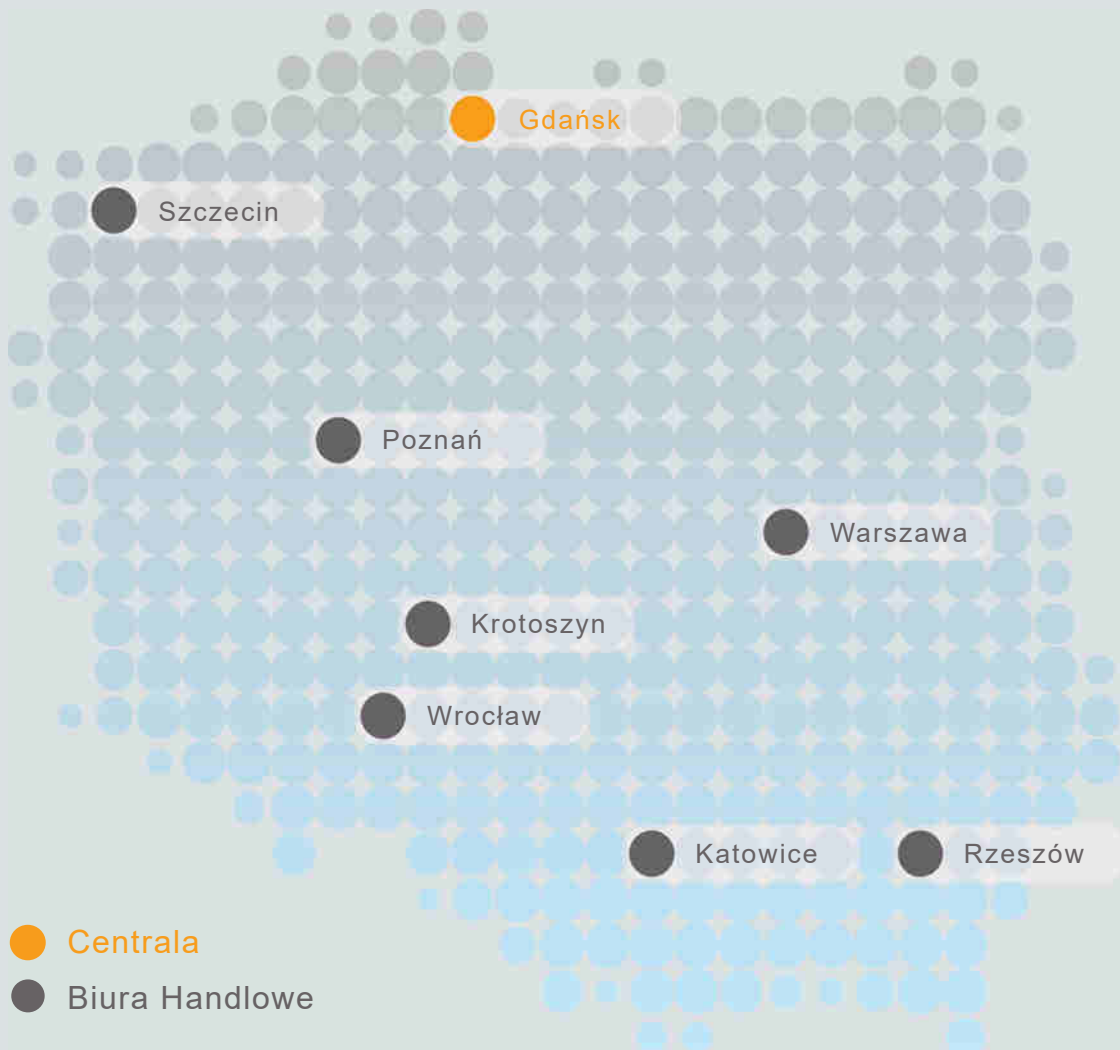 Gdańsk
Szczecin
Poznań
Warszawa
Krotoszyn
Wrocław
Katowice
Rzeszów
Centrala
Biura Handlowe